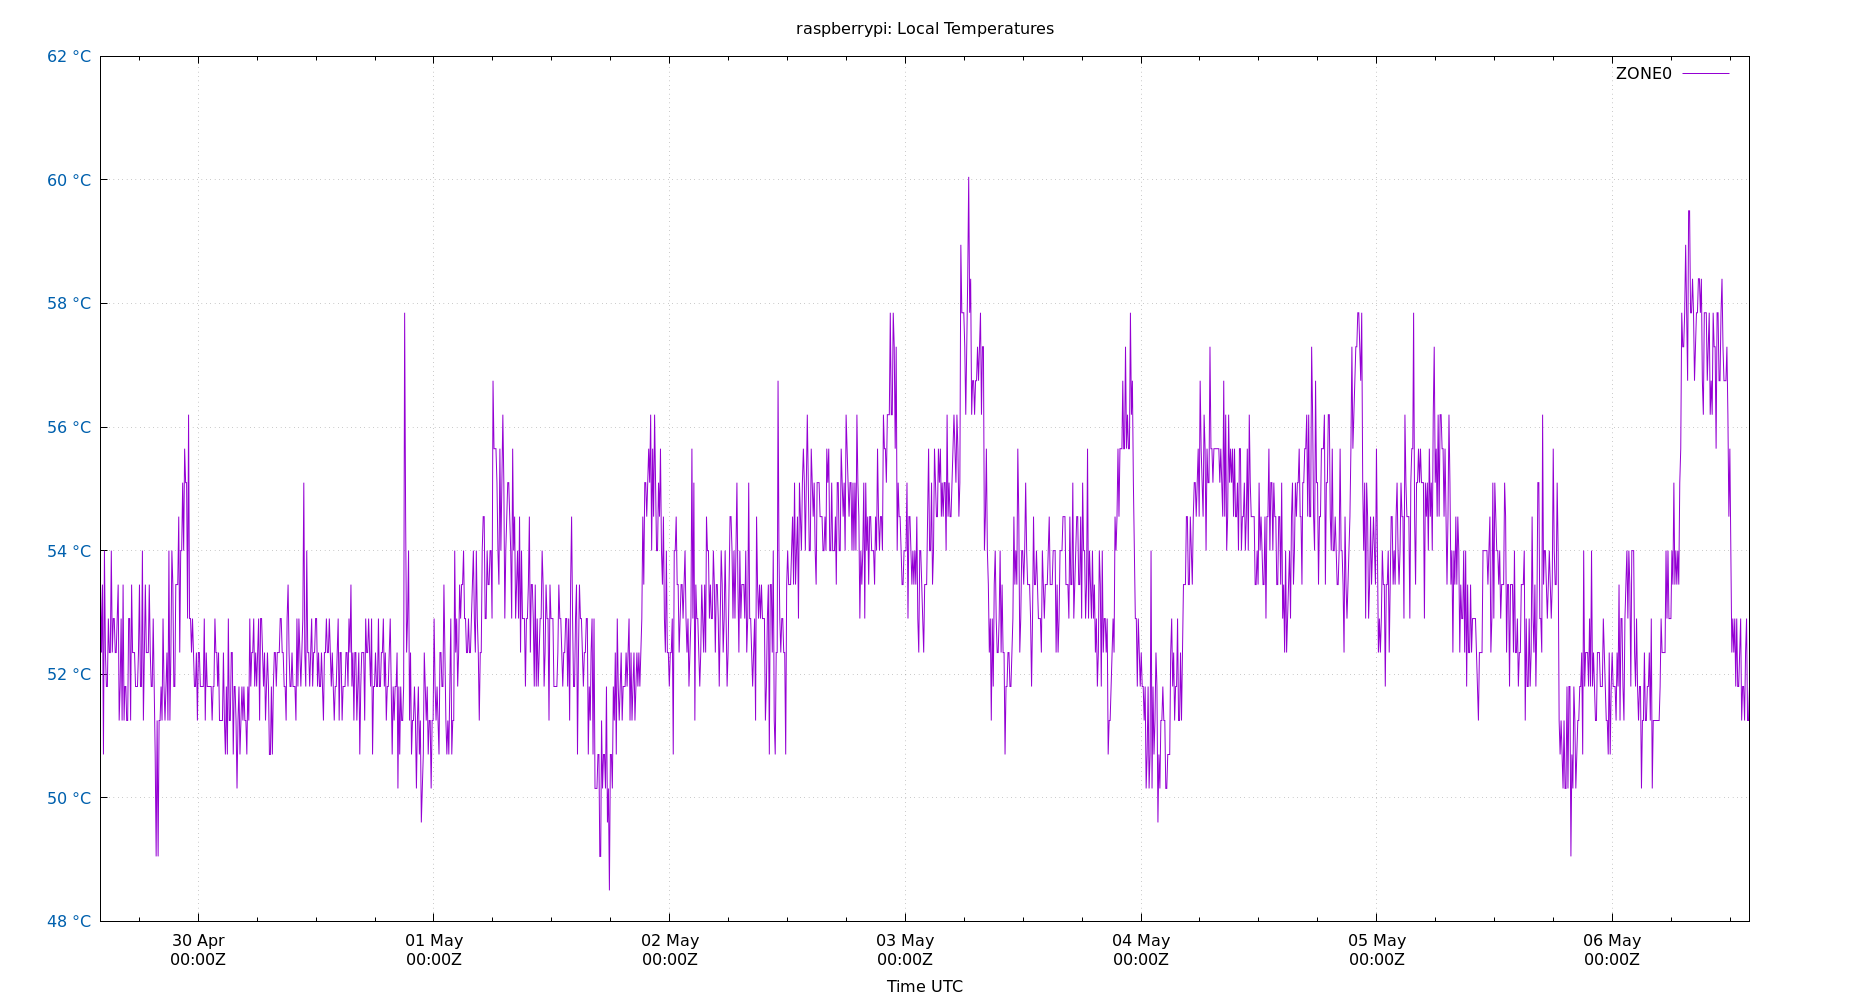 raspberrypi: Local Temperatures
62 °C
ZONE0
60 °C
58 °C
56 °C
54 °C
52 °C
50 °C
48 °C
30 Apr 01 May 02 May 03 May 04 May 05 May 06 May
00:00Z 00:00Z 00:00Z 00:00Z 00:00Z 00:00Z 00:00Z
Time UTC